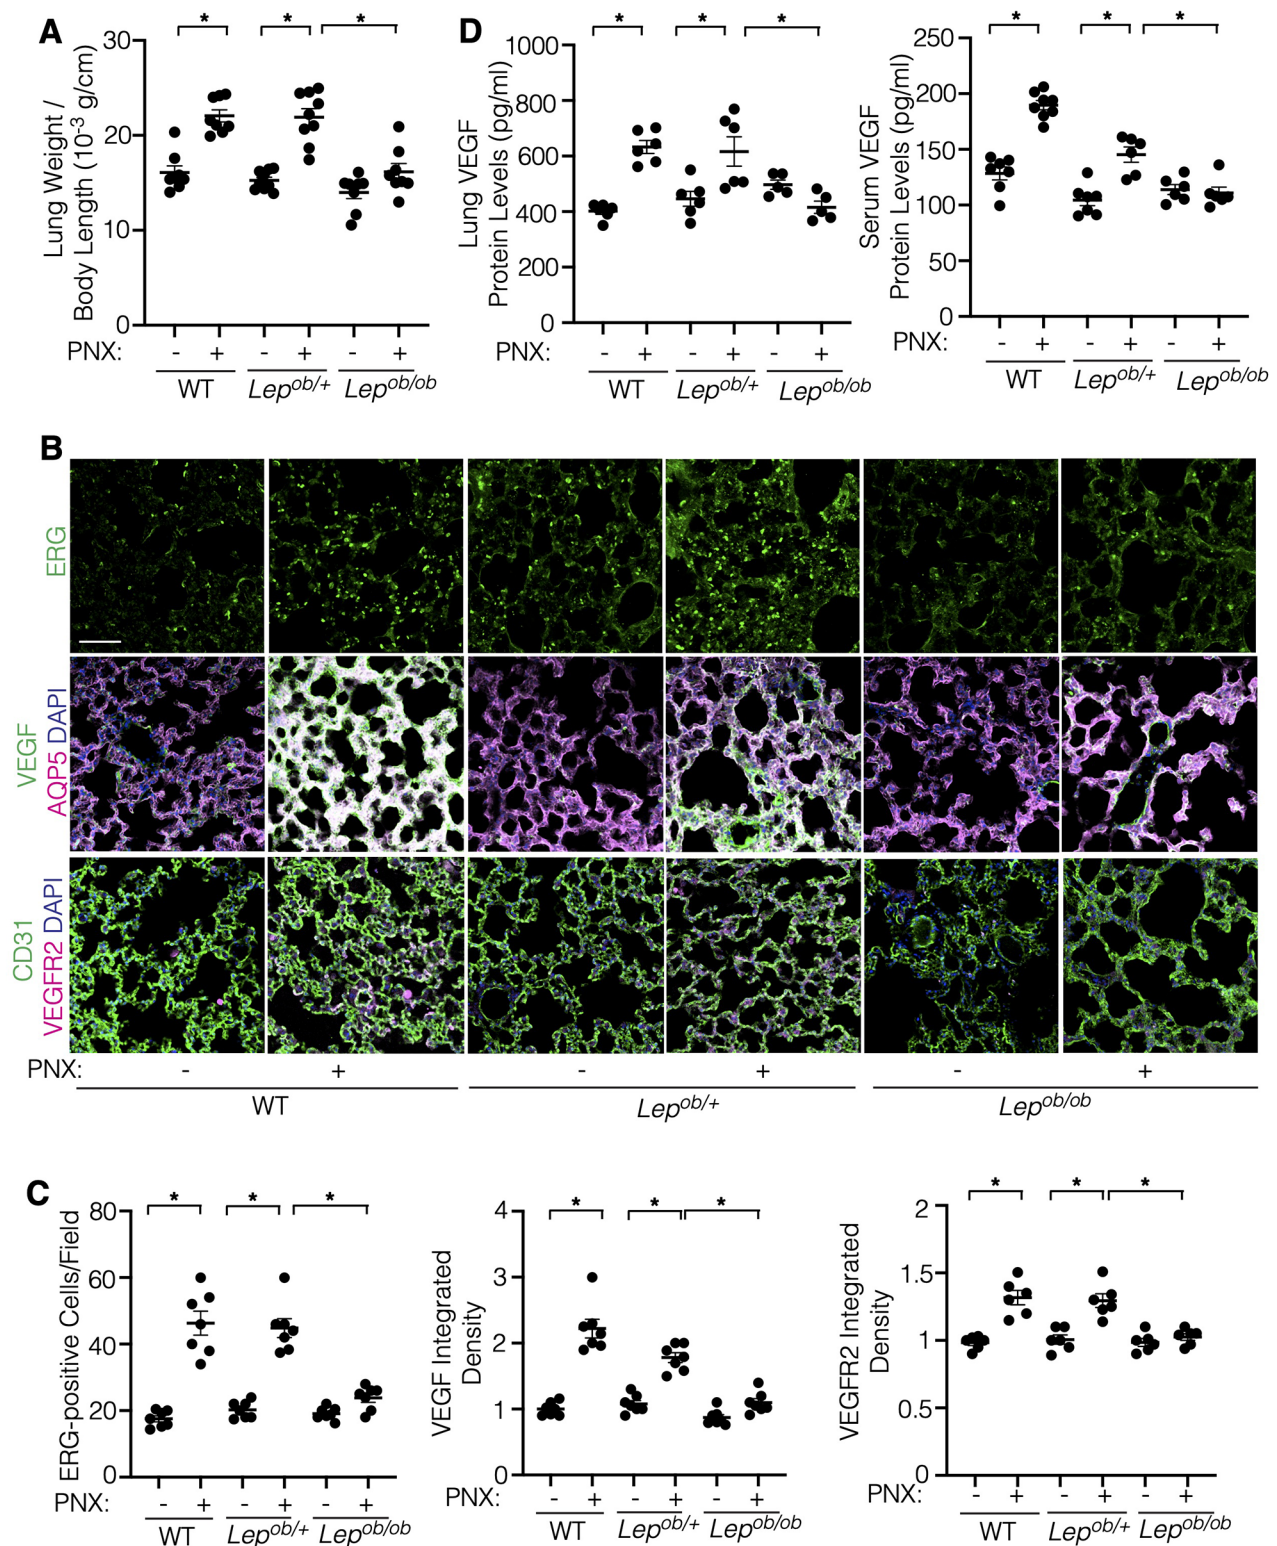 A
Lung Weight /
Body Length (10-3 g/cm)
30
20
10
0
* * *
PNX: - + - + - +
WT Lepob/+ Lepob/ob
D
Lung VEGF
Protein Levels (pg/ml)
1000
800
600
400
200
0
* * *
PNX: - + - + - +
WT Lepob/+ Lepob/ob
Serum VEGF
Protein Levels (pg/ml)
250
200
150
100
50
0
* * *
PNX: - + - + - +
WT Lepob/+ Lepob/ob
B
ERG
VEGF
AQP5 DAPI
CD31
VEGFR2 DAPI
PNX: - + - + - +
WT Lepob/+ Lepob/ob
C
ERG-positive Cells/Field
80
60
40
20
0
* * *
PNX: - + - + - +
WT Lepob/+ Lepob/ob
VEGF Integrated
Density
4
3
2
1
0
* * *
PNX: - + - + - +
WT Lepob/+ Lepob/ob
VEGFR2 Integrated
Density
2
1.5
1
0.5
0
* * *
PNX: - + - + - +
WT Lepob/+ Lepob/ob